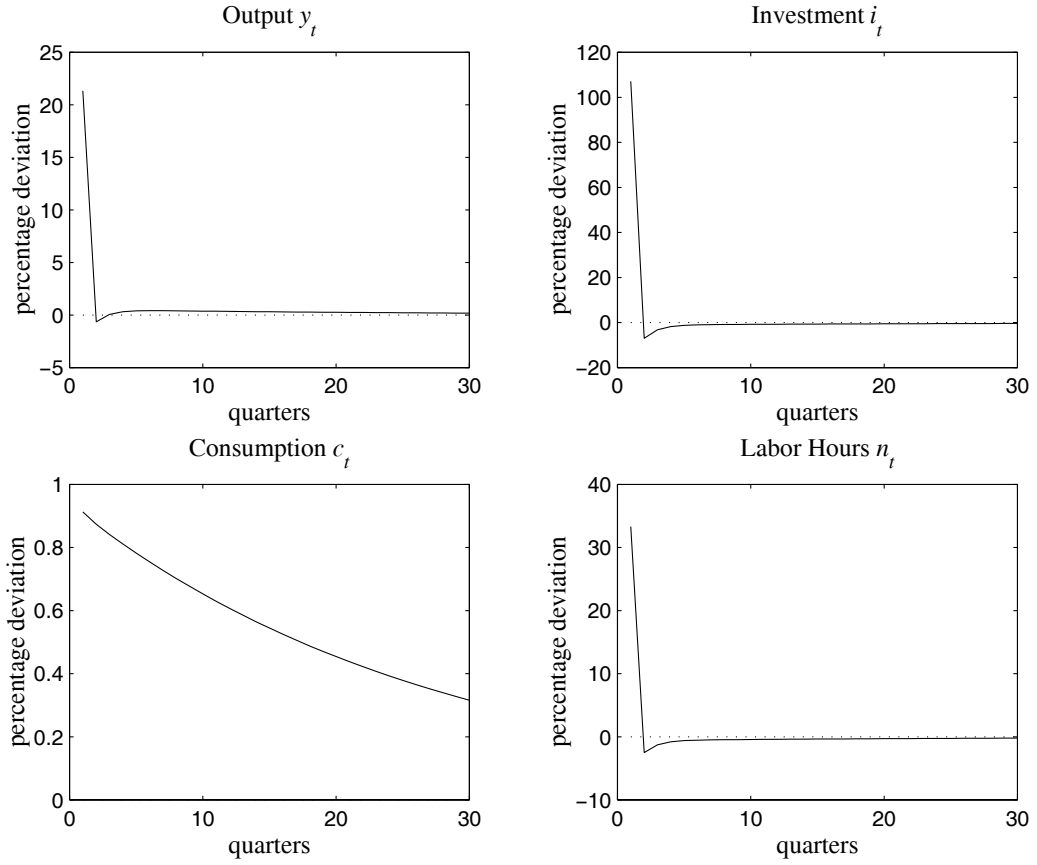 Output y_t
percentage deviation
25
20
15
10
5
0
−5
0 10 20 30
quarters
Investment i_t
percentage deviation
120
100
80
60
40
20
0
−20
0 10 20 30
quarters
Consumption c_t
percentage deviation
1
0.8
0.6
0.4
0.2
0
0 10 20 30
quarters
Labor Hours n_t
percentage deviation
40
30
20
10
0
−10
0 10 20 30
quarters